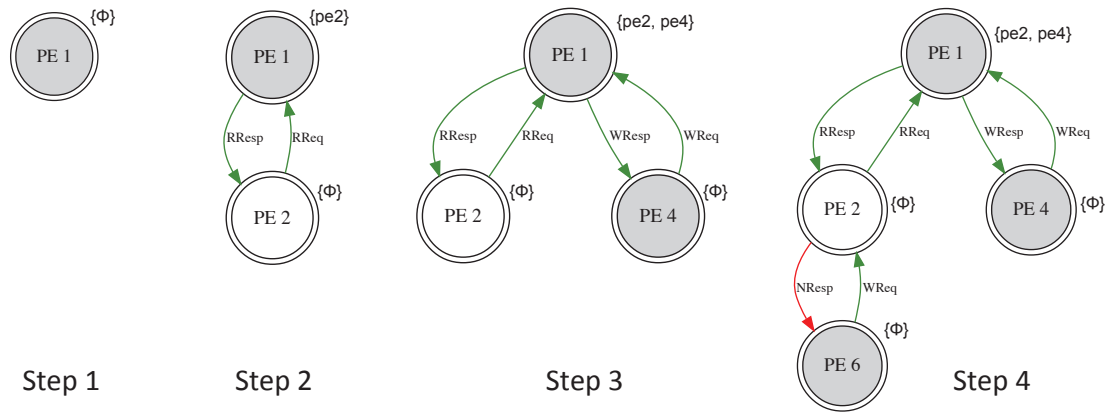 {Φ}
PE 1
Step 1
{pe2}
PE 1
RResp
RReq
{Φ}
PE 2
Step 2
{pe2, pe4}
PE 1
RResp
RReq
WResp
WReq
{Φ}
{Φ}
PE 2
PE 4
Step 3
{pe2, pe4}
PE 1
RResp
RReq
WResp
WReq
PE 2
{Φ}
PE 4
{Φ}
NResp
WReq
{Φ}
PE 6
Step 4